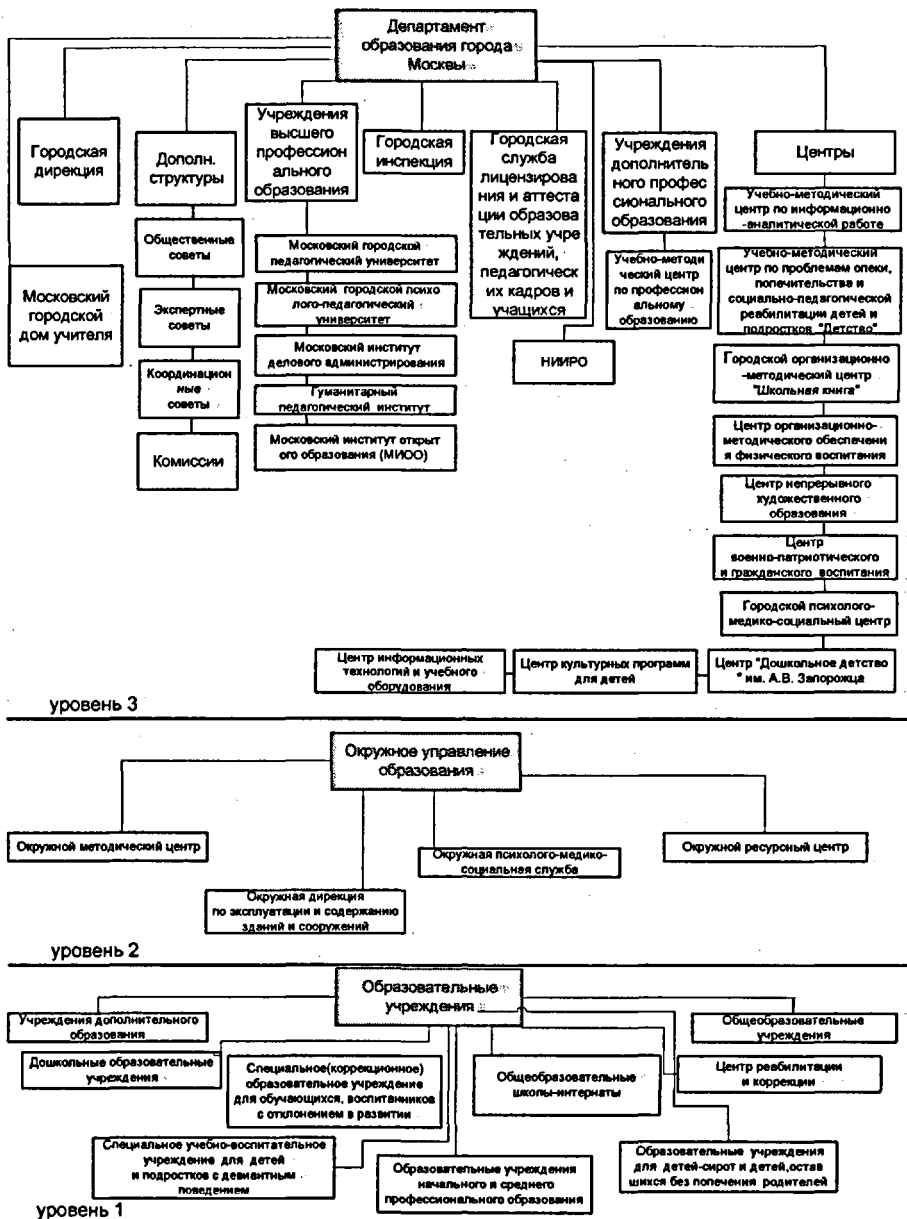 Департамент
образования города
Москвы
Городская
дирекция
Московский
городской
дом учителя
Дополн.
структуры
Общественные
советы
Экспертные
советы
Координацион
ные
советы
Комиссии
Учреждения
высшего
профессион
ального
образования
Московский городской
педагогический университет
Московский городской психо
лого-педагогический
университет
Московский институт
делового администрирования
Гуманитарный
педагогический институт
Московский институт открыт
ого образования (МИОО)
Городская
инспекция
Городская
служба
лицензирова
ния и аттеста
ции образова
тельных учре
ждений,
педагогическ
их кадров и
учащихся
НИИРО
Учреждения
дополнитель
ного профес
сионального
образования
Учебно-методи
ческий центр
по профессион
альному
образованию
Центры
Учебно-методический
центр по информационно
-аналитической работе
Учебно-методический
центр по проблемам опеки,
попечительства и
социально-педагогической
реабилитации детей и
подростков "Детство"
Городской организационно
-методический центр
"Школьная книга"
Центр организационно-
методического обеспечени
я физического воспитания
Центр непрерывного
художественного
образования
Центр
военно-патриотического
и гражданского воспитания
Городской психолого-
медико-социальный центр
Центр информационных
технологий и учебного
оборудования
Центр культурных программ
для детей
Центр "Дошкольное детство
" им. А.В. Запорожца
уровень 3
Окружное управление
образования
Окружной методический центр
Окружная психолого-медико-
социальная служба
Окружной ресурсный центр
Окружная дирекция
по эксплуатации и содержанию
зданий и сооружений
уровень 2
Образовательные
учреждения
Учреждения дополнительного
образования
Общеобразовательные
учреждения
Дошкольные образовательные
учреждения
Специальное(коррекционное)
образовательное учреждение
для обучающихся, воспитанников
с отклонением в развитии
Общеобразовательные
школы-интернаты
Центр реабилитации
и коррекции
Специальное учебно-воспитательное
учреждение для детей
и подростков с девиантным
поведением
Образовательные учреждения
начального и среднего
профессионального образования
Образовательные учреждения
для детей-сирот и детей,остав
шихся без попечения родителей
уровень 1